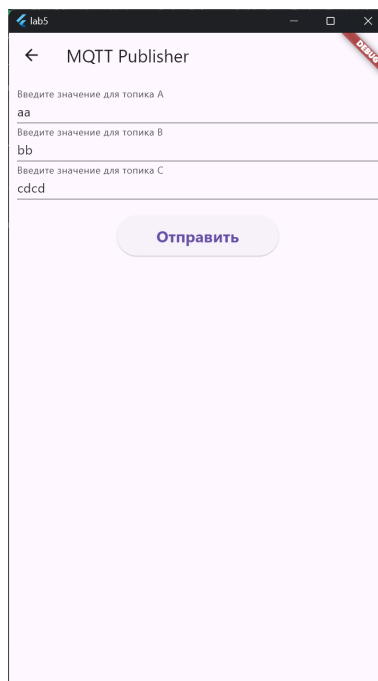 lab5
DEBUG
MQTT Publisher
Введите значение для топика А
aa
Введите значение для топика В
bb
Введите значение для топика С
cdcd
Отправить